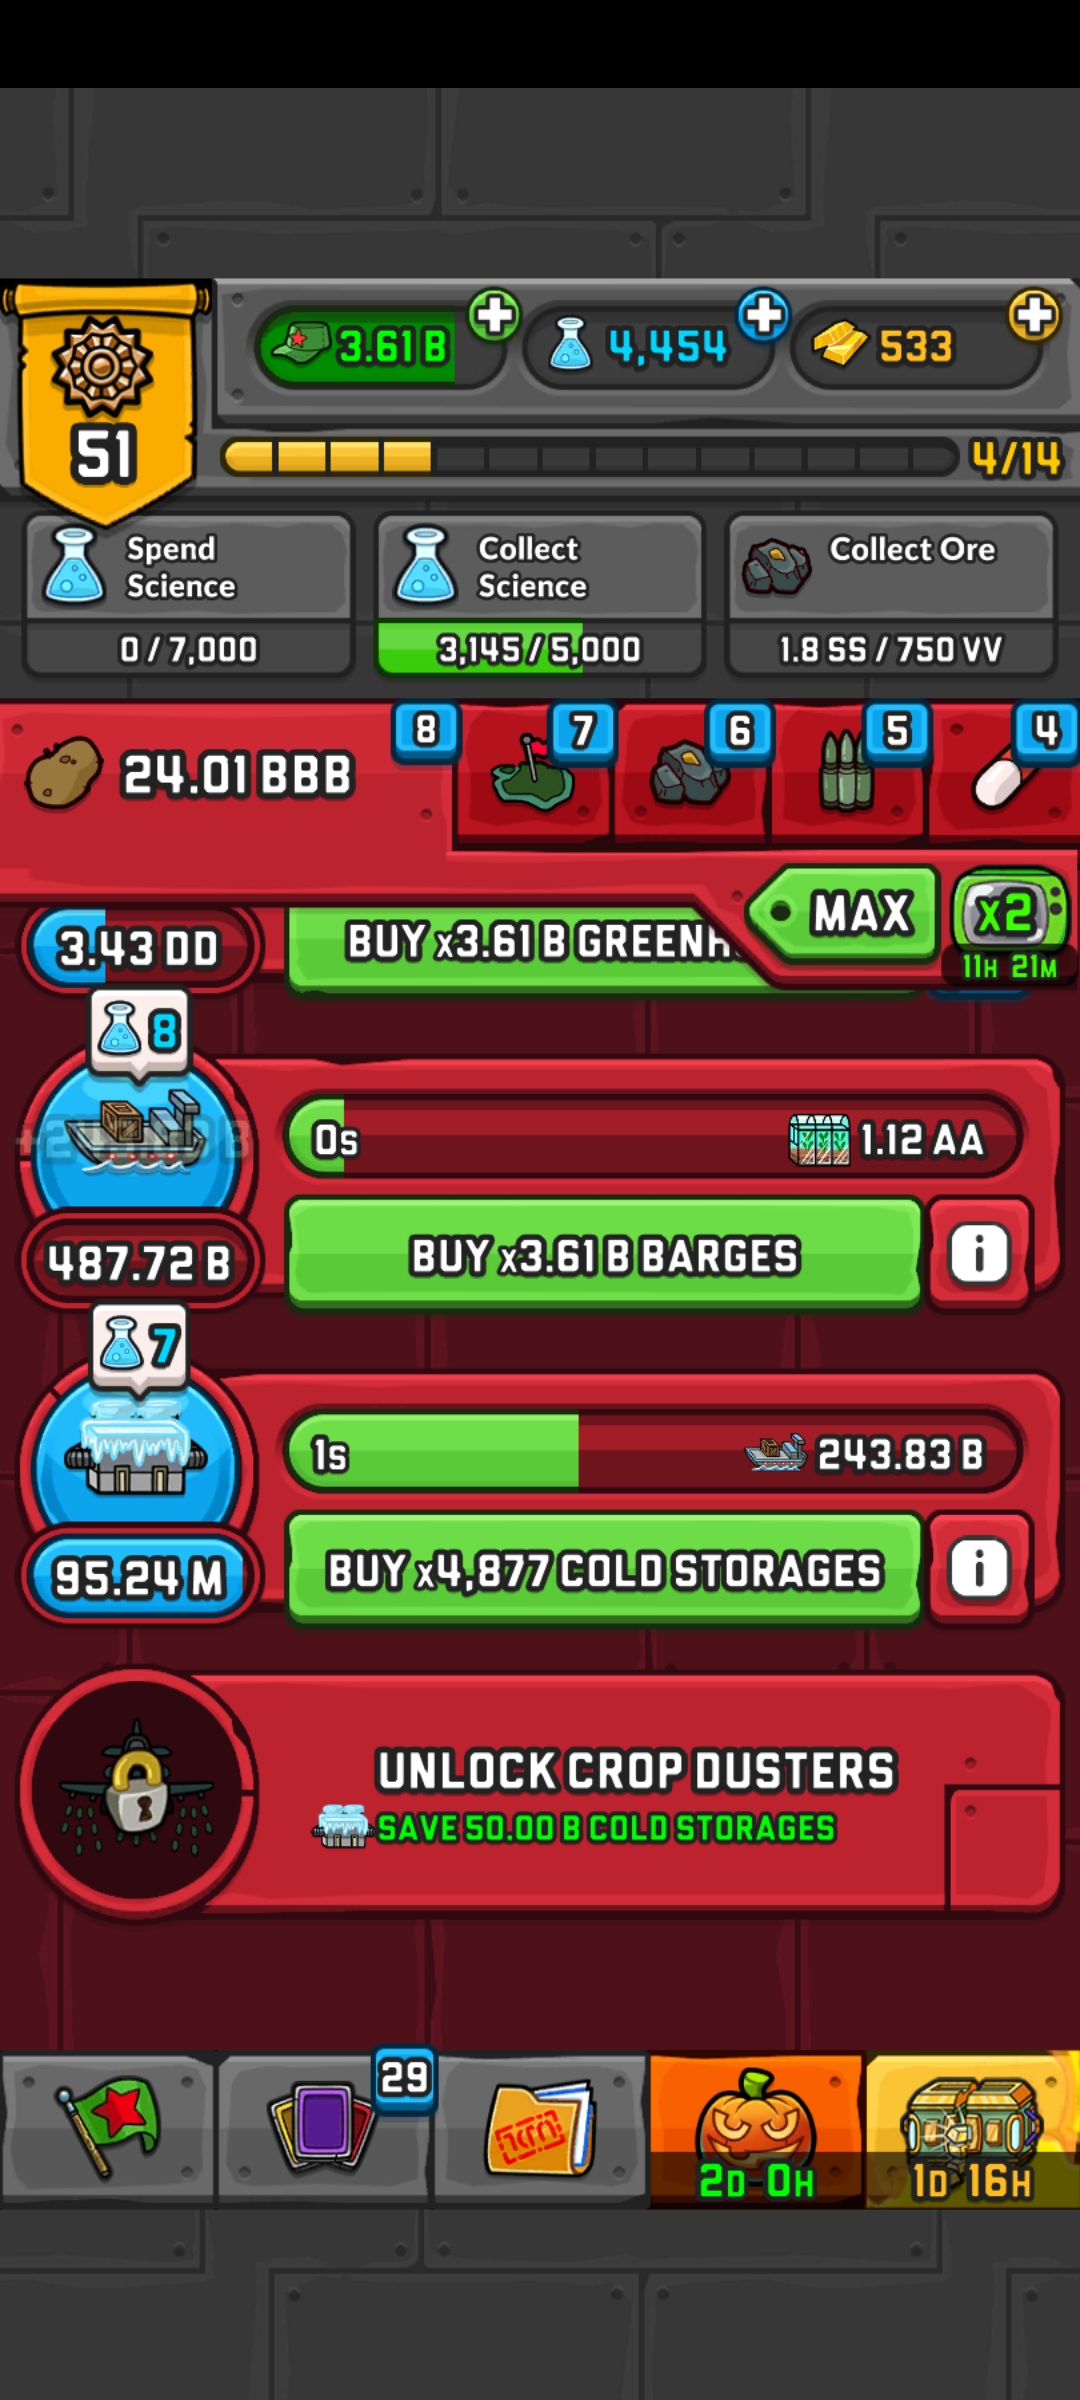 3.61 B
4,454
533
51
4/14
Spend
Science
0 / 7,000
Collect
Science
3,145 / 5,000
Collect Ore
1.8 SS / 750 VV
24.01 BBB
8
7
6
5
4
MAX
x2
11H 21M
3.43 DD
BUY x3.61 B
8
0s
1.12 AA
487.72 B
BUY x3.61 B BARGES
i
7
1s
243.83 B
95.24 M
BUY x4,877 COLD STORAGES
i
UNLOCK CROP DUSTERS
SAVE 50.00 B COLD STORAGES
29
2D 0H
1D 16H